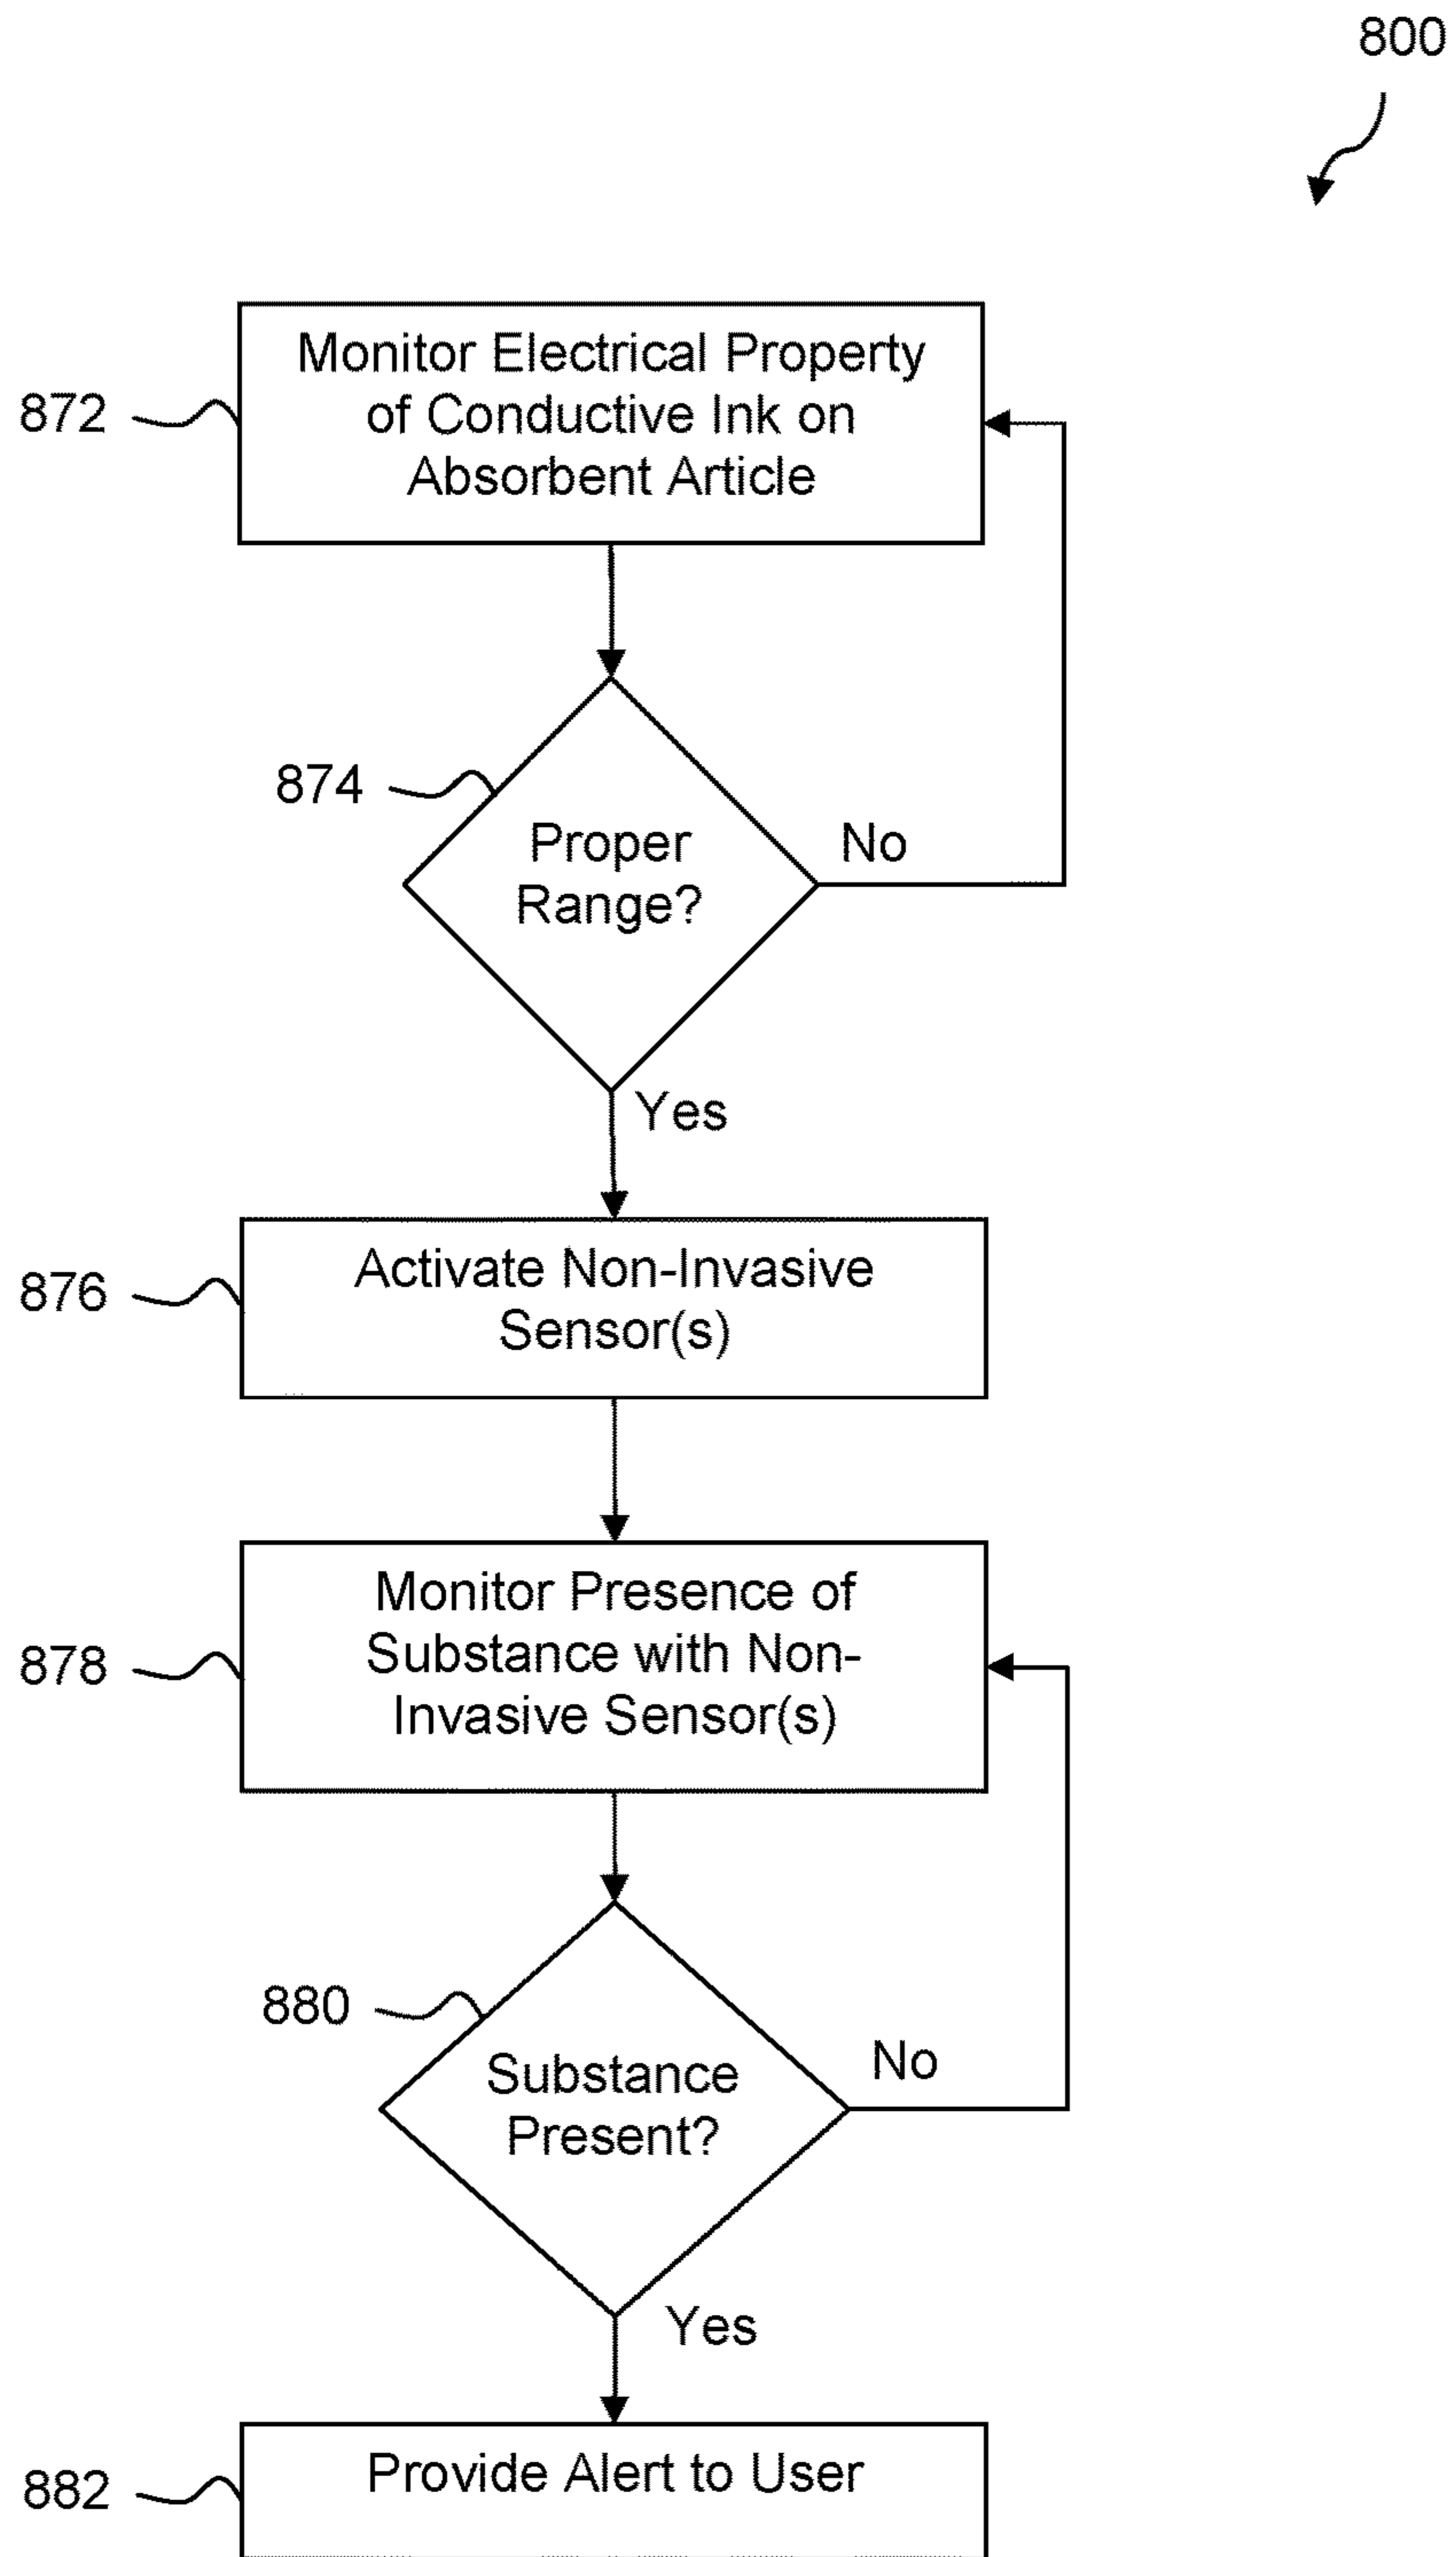 800
Monitor Electrical Property
of Conductive Ink on
Absorbent Article
872
874
Proper
Range?
No
Yes
Activate Non-Invasive
Sensor(s)
876
Monitor Presence of
Substance with Non-
Invasive Sensor(s)
878
880
Substance
Present?
No
Yes
Provide Alert to User
882